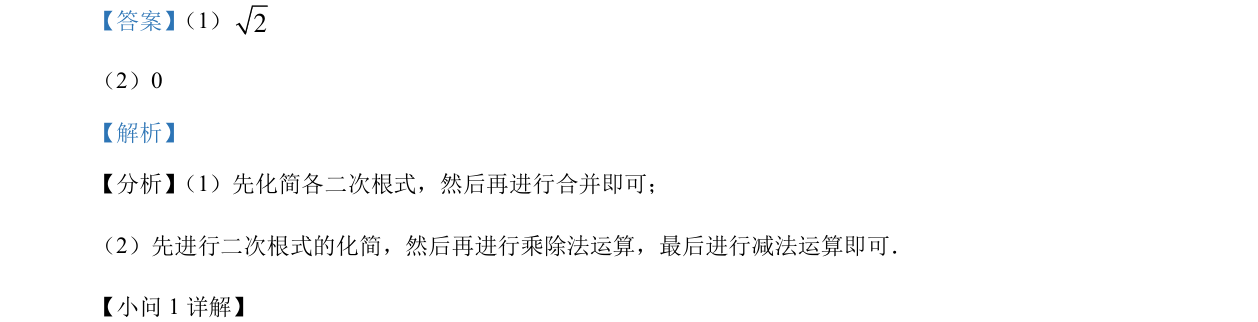 【答案】（1）√2
（2）0
【解析】
【分析】（1）先化简各二次根式，然后再进行合并即可；
（2）先进行二次根式的化简，然后再进行乘除法运算，最后进行减法运算即可．
【小问 1 详解】